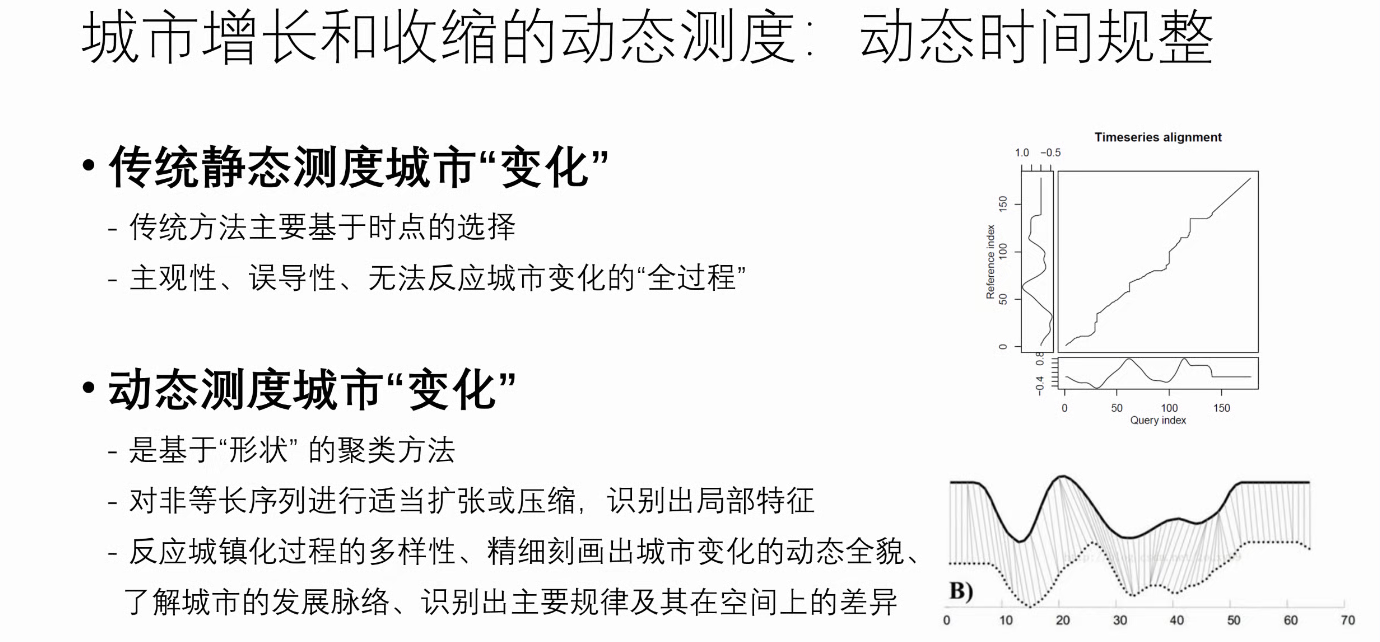 城市增长和收缩的动态测度：动态时间规整
• 传统静态测度城市“变化”
- 传统方法主要基于时点的选择
- 主观性、误导性、无法反应城市变化的“全过程”
• 动态测度城市“变化”
- 是基于“形状” 的聚类方法
- 对非等长序列进行适当扩张或压缩，识别出局部特征
- 反应城镇化过程的多样性、精细刻画出城市变化的动态全貌、
了解城市的发展脉络、识别出主要规律及其在空间上的差异
Timeseries alignment
1.0 −0.5
Reference index
0 50 100 150
−0.4 0.8
0 50 100 150
Query index
B)
0 10 20 30 40 50 60 70